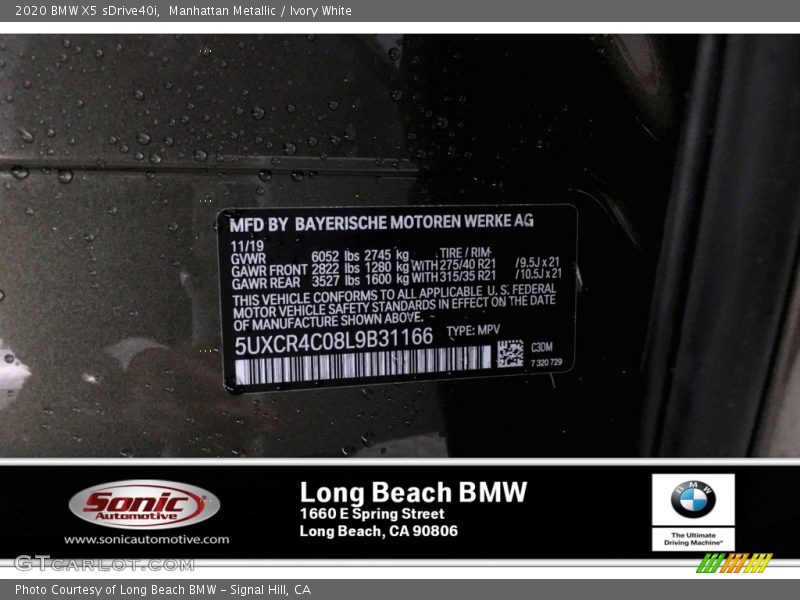 2020 BMW X5 sDrive40i,  Manhattan Metallic / Ivory White
MFD BY BAYERISCHE MOTOREN WERKE AG
11/19
GVWR 6052 lbs 2745 kg TIRE / RIM
GAWR FRONT 2822 lbs 1280 kg WITH 275/40 R21 /9.5J x 21
GAWR REAR 3527 lbs 1600 kg WITH 315/35 R21 /10.5J x 21
THIS VEHICLE CONFORMS TO ALL APPLICABLE U. S. FEDERAL
MOTOR VEHICLE SAFETY STANDARDS IN EFFECT ON THE DATE
OF MANUFACTURE SHOWN ABOVE.
5UXCR4C08L9B31166 TYPE: MPV
C3DM
7 320 729
Sonic
Automotive
www.sonicautomotive.com
Long Beach BMW
1660 E Spring Street
Long Beach, CA 90806
BMW
The Ultimate
Driving Machine®
GTcarlot.com
Photo Courtesy of Long Beach BMW – Signal Hill, CA